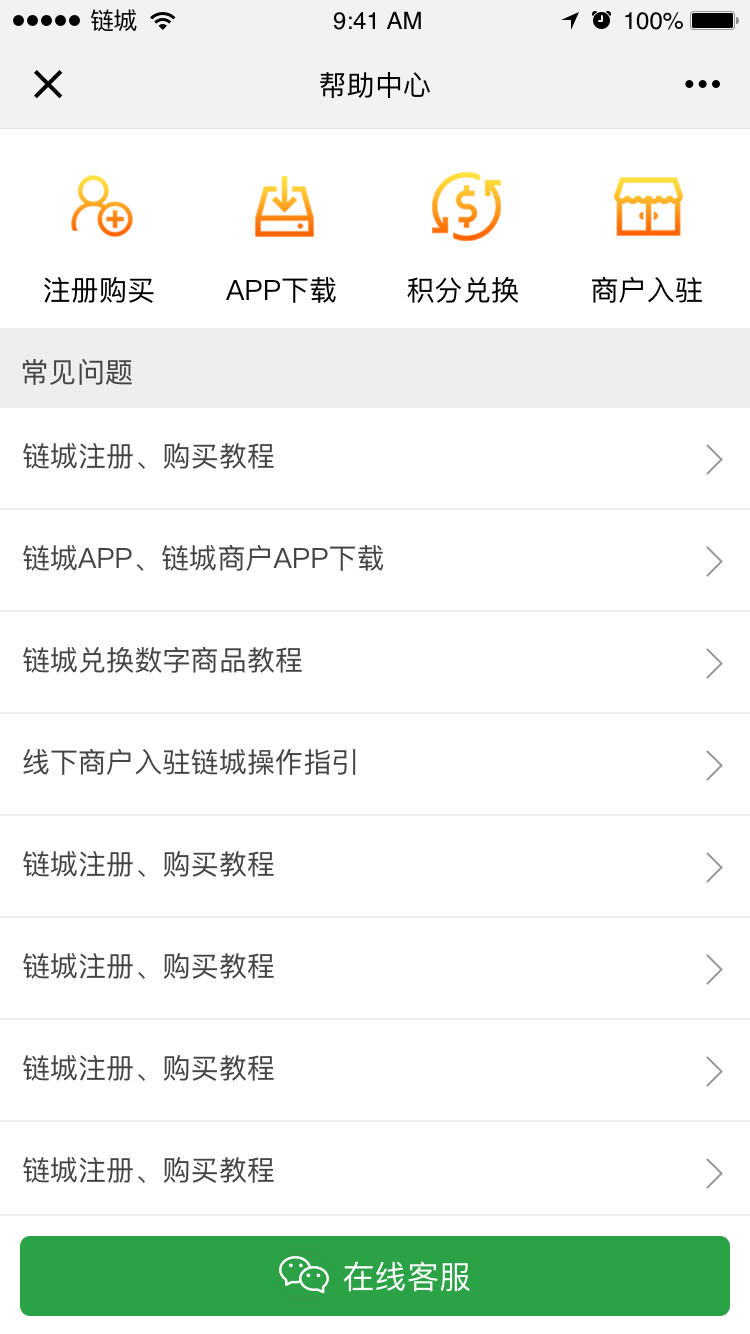 链城 9:41 AM 100%
帮助中心
注册购买 APP下载 积分兑换 商户入驻
常见问题
链城注册、购买教程
链城APP、链城商户APP下载
链城兑换数字商品教程
线下商户入驻链城操作指引
链城注册、购买教程
链城注册、购买教程
链城注册、购买教程
链城注册、购买教程
在线客服